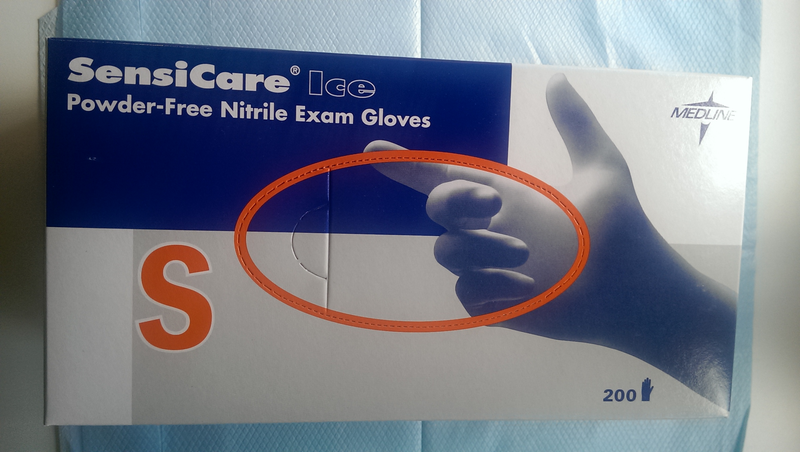 SensiCare® Ice
Powder-Free Nitrile Exam Gloves
MEDLINE
S
200